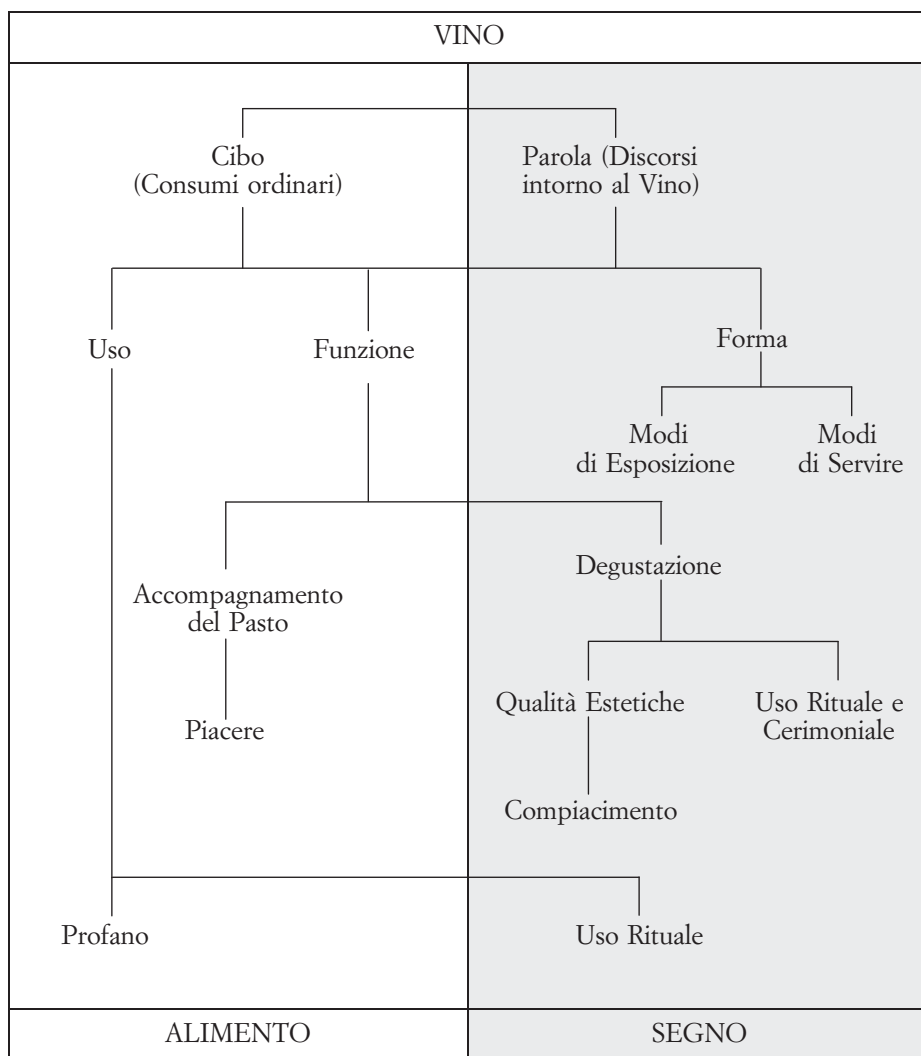 VINO
Cibo
(Consumi ordinari)
Parola (Discorsi
intorno al Vino)
Uso
Funzione
Forma
Modi
di Esposizione
Modi
di Servire
Degustazione
Accompagnamento
del Pasto
Qualità Estetiche
Uso Rituale e
Cerimoniale
Piacere
Compiacimento
Profano
Uso Rituale
ALIMENTO
SEGNO